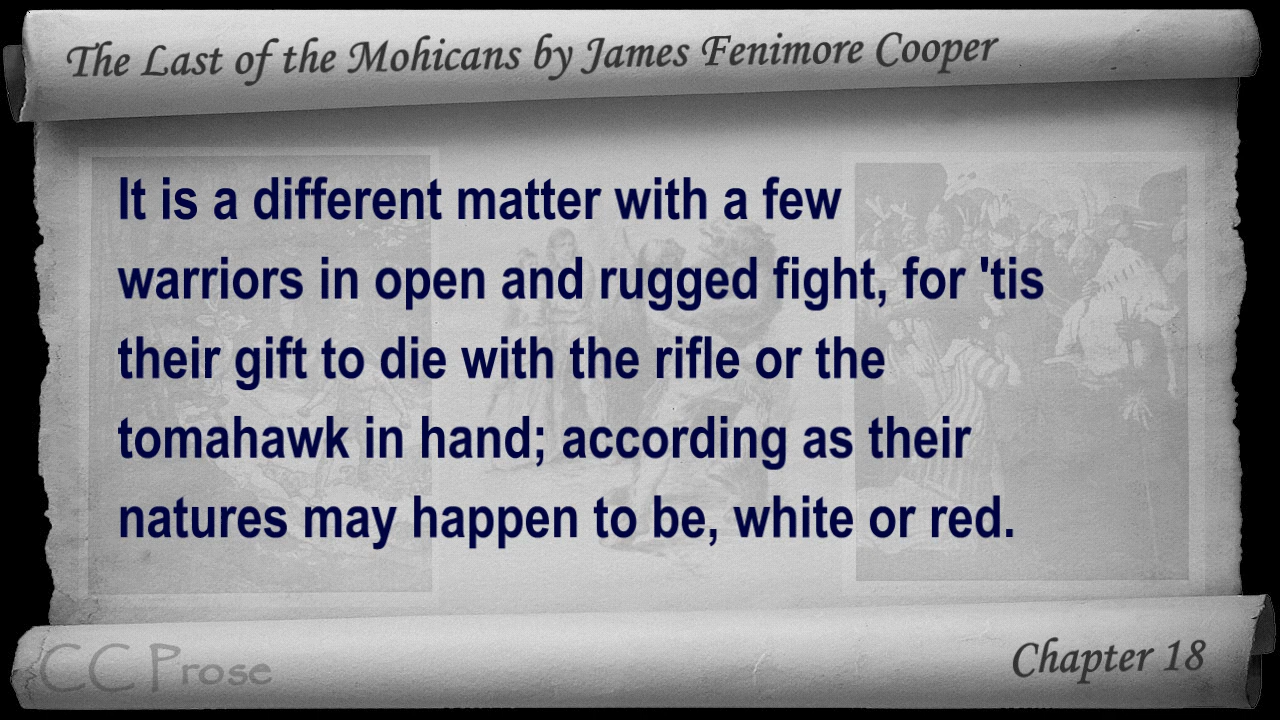 The Last of the Mohicans by James Fenimore Cooper
It is a different matter with a few
warriors in open and rugged fight, for 'tis
their gift to die with the rifle or the
tomahawk in hand; according as their
natures may happen to be, white or red.
CC Prose
Chapter 18